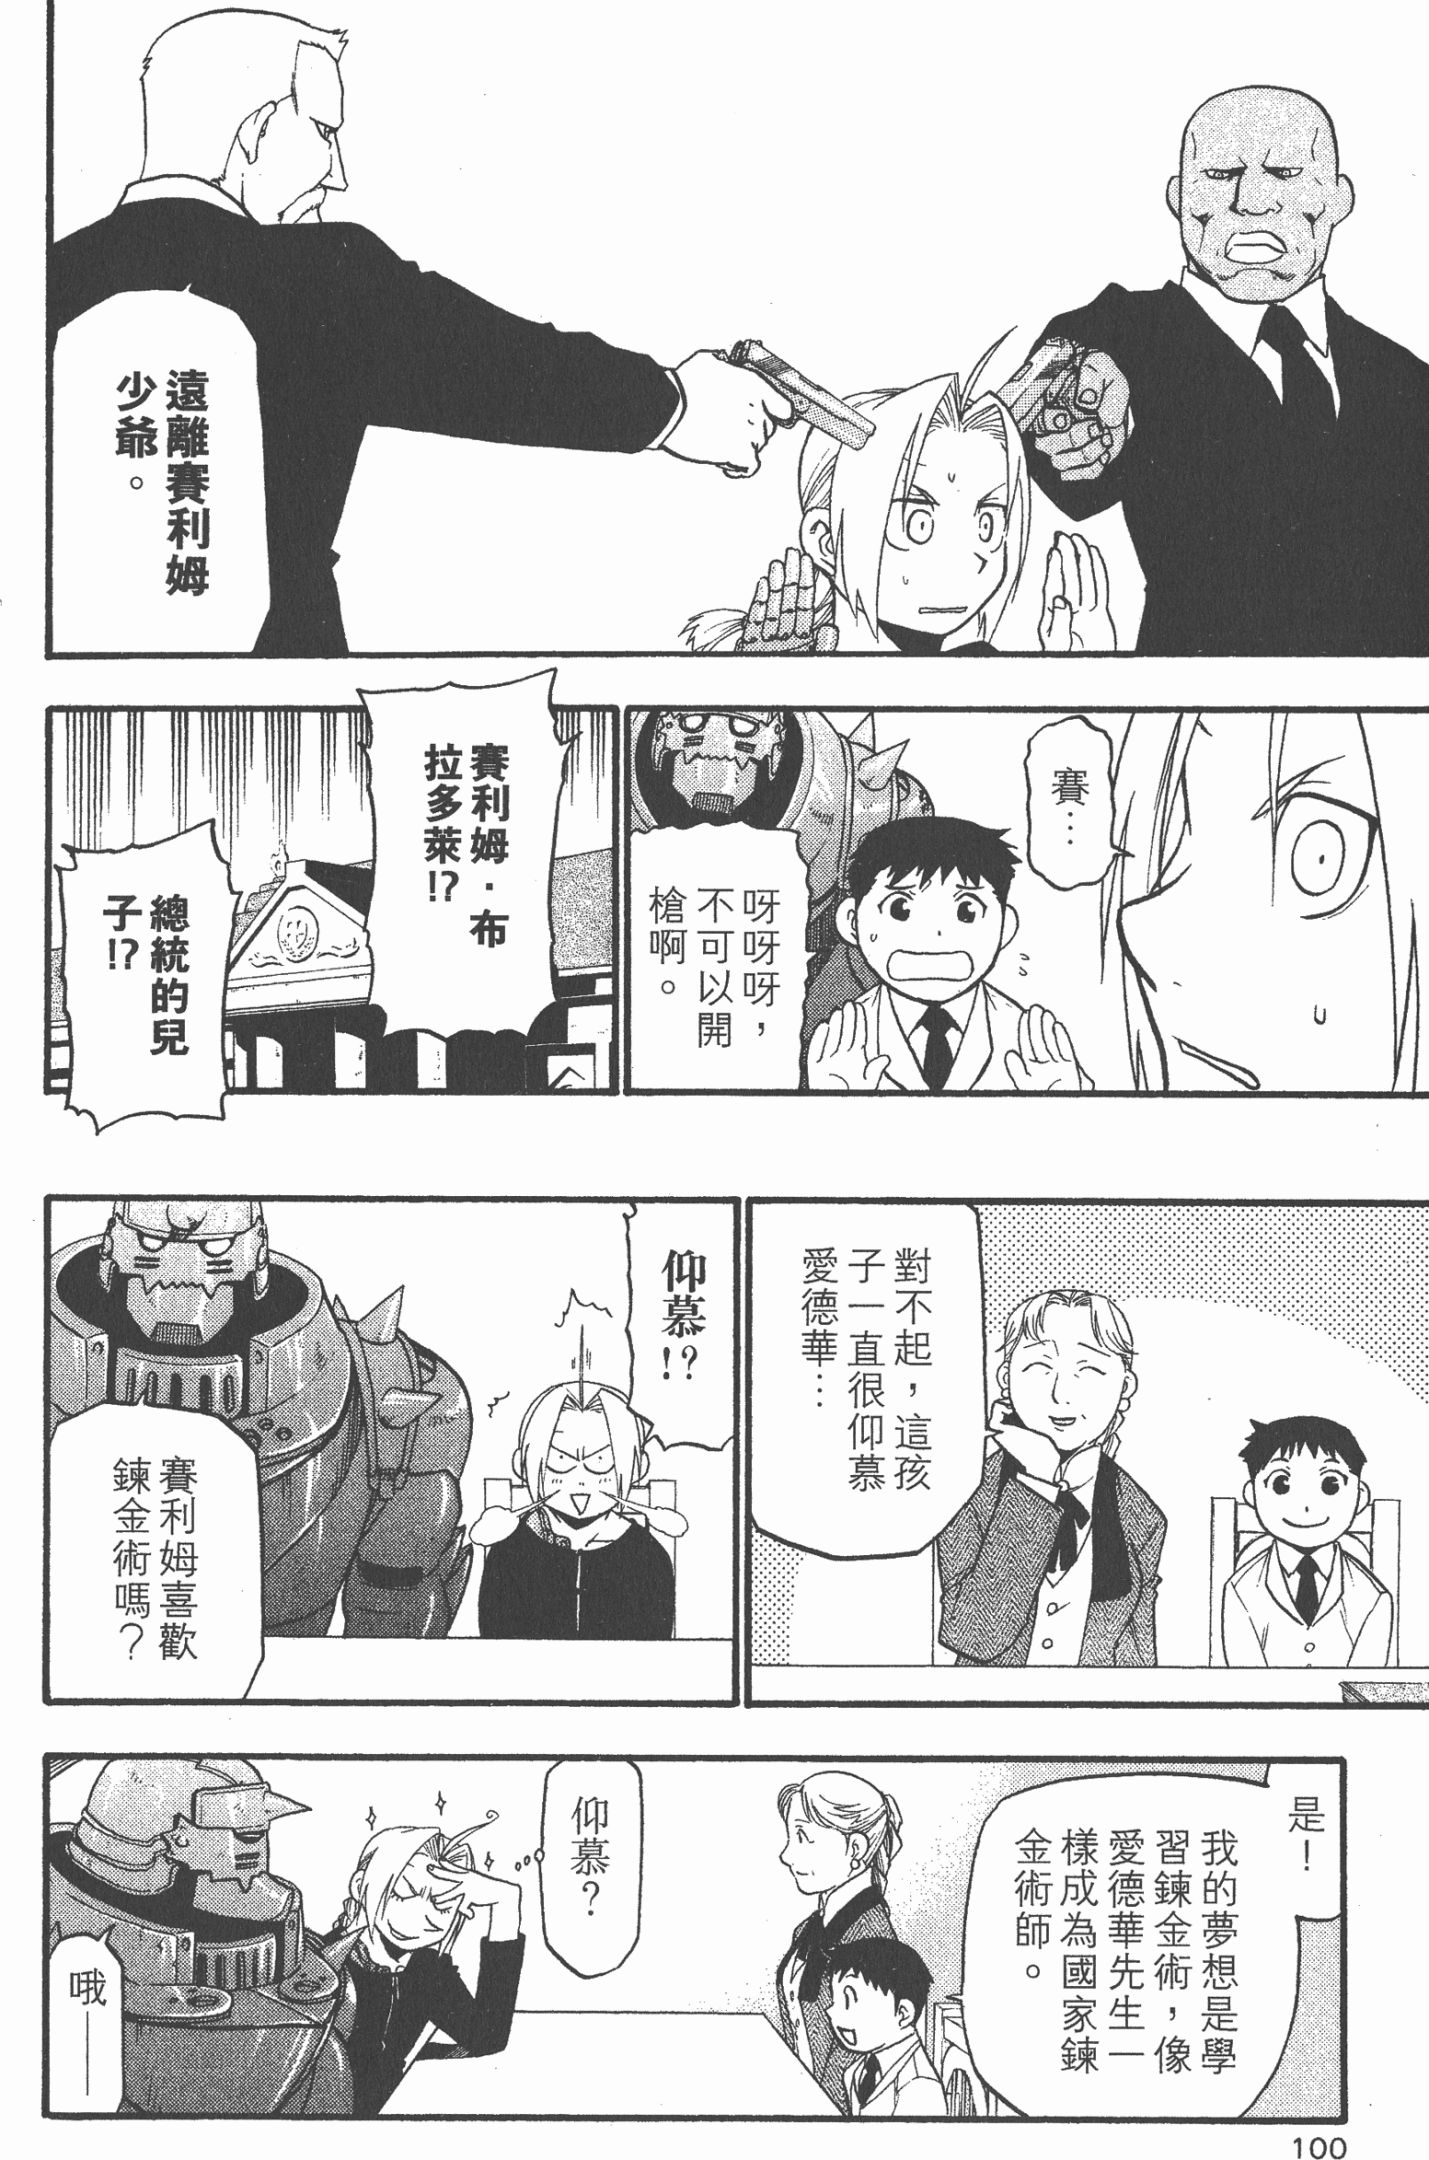 遠離賽利姆
少爺。
賽…
呀呀呀，
不可以開
槍啊。
賽利姆·布
拉多萊!?
總統的兒
子!?
對不起，這孩
子一直很仰慕
愛德華…
仰慕!?
賽利姆喜歡
鍊金術嗎？
是！
我的夢想是學
習鍊金術，像
愛德華先生一
樣成為國家鍊
金術師。
仰慕？
哦——
100